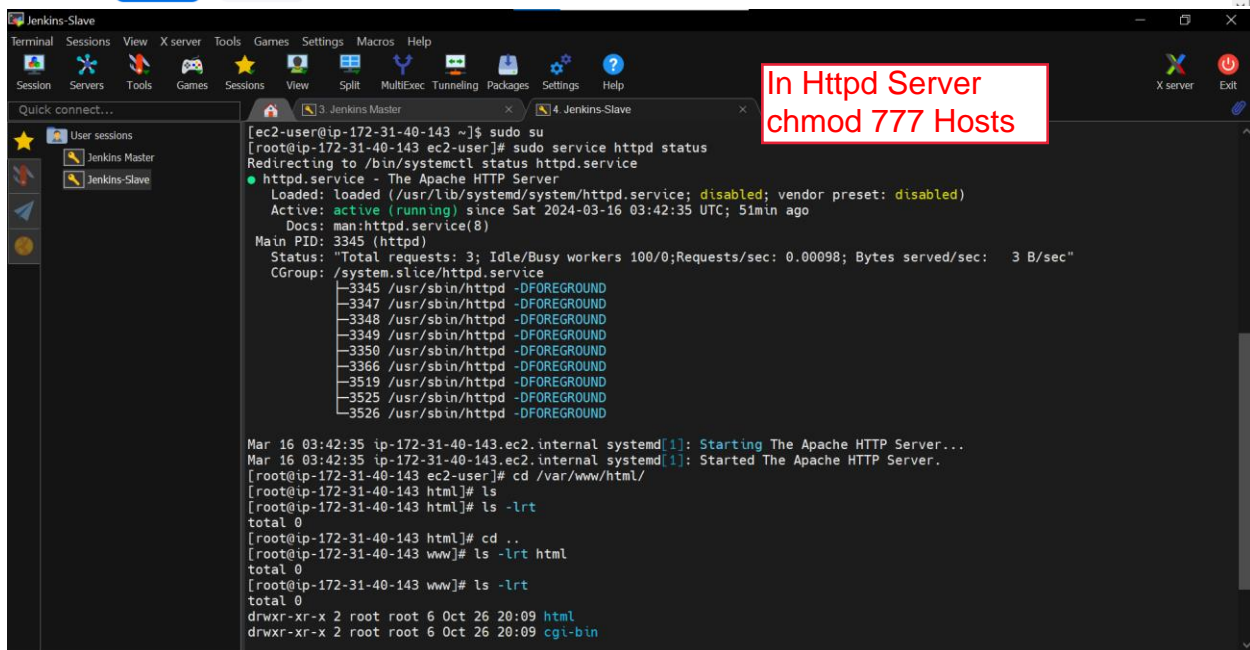 Jenkins-Slave
Terminal Sessions View X server Tools Games Settings Macros Help
Session Servers Tools Games Sessions View Split MultiExec Tunneling Packages Settings Help X server Exit
In Httpd Server
chmod 777 Hosts
Quick connect...
3. Jenkins Master
4. Jenkins-Slave
User sessions
Jenkins Master
Jenkins-Slave
[ec2-user@ip-172-31-40-143 ~]$ sudo su
[root@ip-172-31-40-143 ec2-user]# sudo service httpd status
Redirecting to /bin/systemctl status httpd.service
● httpd.service - The Apache HTTP Server
Loaded: loaded (/usr/lib/systemd/system/httpd.service; disabled; vendor preset: disabled)
Active: active (running) since Sat 2024-03-16 03:42:35 UTC; 51min ago
Docs: man:httpd.service(8)
Main PID: 3345 (httpd)
Status: "Total requests: 3; Idle/Busy workers 100/0;Requests/sec: 0.00098; Bytes served/sec:   3 B/sec"
CGroup: /system.slice/httpd.service
├─3345 /usr/sbin/httpd -DFOREGROUND
├─3347 /usr/sbin/httpd -DFOREGROUND
├─3348 /usr/sbin/httpd -DFOREGROUND
├─3349 /usr/sbin/httpd -DFOREGROUND
├─3350 /usr/sbin/httpd -DFOREGROUND
├─3366 /usr/sbin/httpd -DFOREGROUND
├─3519 /usr/sbin/httpd -DFOREGROUND
├─3525 /usr/sbin/httpd -DFOREGROUND
└─3526 /usr/sbin/httpd -DFOREGROUND
Mar 16 03:42:35 ip-172-31-40-143.ec2.internal systemd[1]: Starting The Apache HTTP Server...
Mar 16 03:42:35 ip-172-31-40-143.ec2.internal systemd[1]: Started The Apache HTTP Server.
[root@ip-172-31-40-143 ec2-user]# cd /var/www/html/
[root@ip-172-31-40-143 html]# ls
[root@ip-172-31-40-143 html]# ls -lrt
total 0
[root@ip-172-31-40-143 html]# cd ..
[root@ip-172-31-40-143 www]# ls -lrt html
total 0
[root@ip-172-31-40-143 www]# ls -lrt
total 0
drwxr-xr-x 2 root root 6 Oct 26 20:09 html
drwxr-xr-x 2 root root 6 Oct 26 20:09 cgi-bin